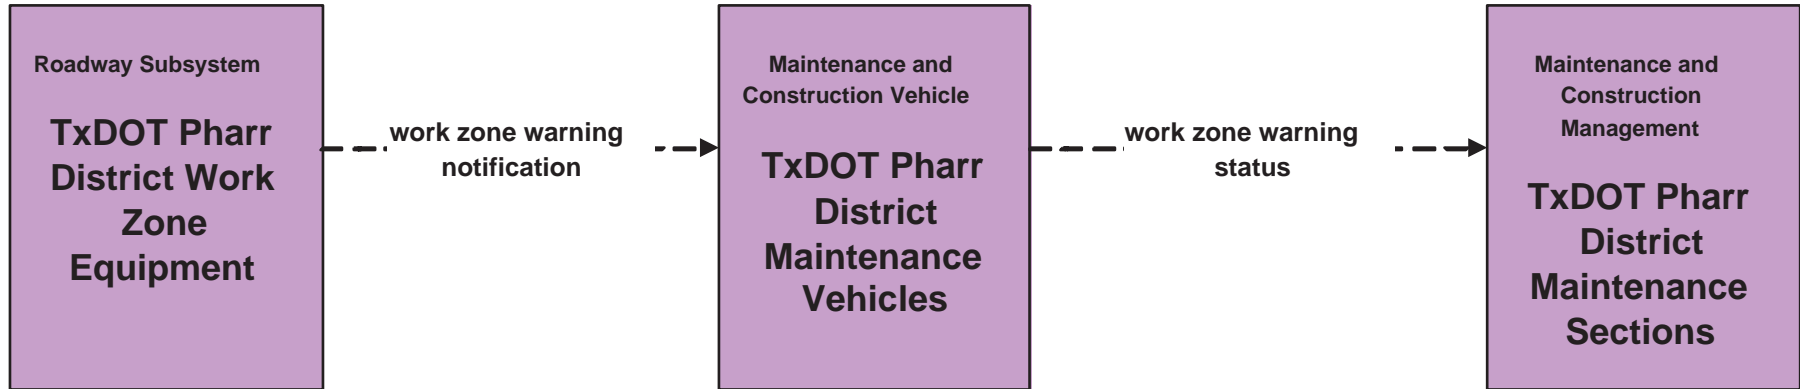 Roadway Subsystem
TxDOT Pharr
District Work
Zone
Equipment
work zone warning
notification
Maintenance and
Construction Vehicle
TxDOT Pharr
District
Maintenance
Vehicles
work zone warning
status
Maintenance and
Construction
Management
TxDOT Pharr
District
Maintenance
Sections